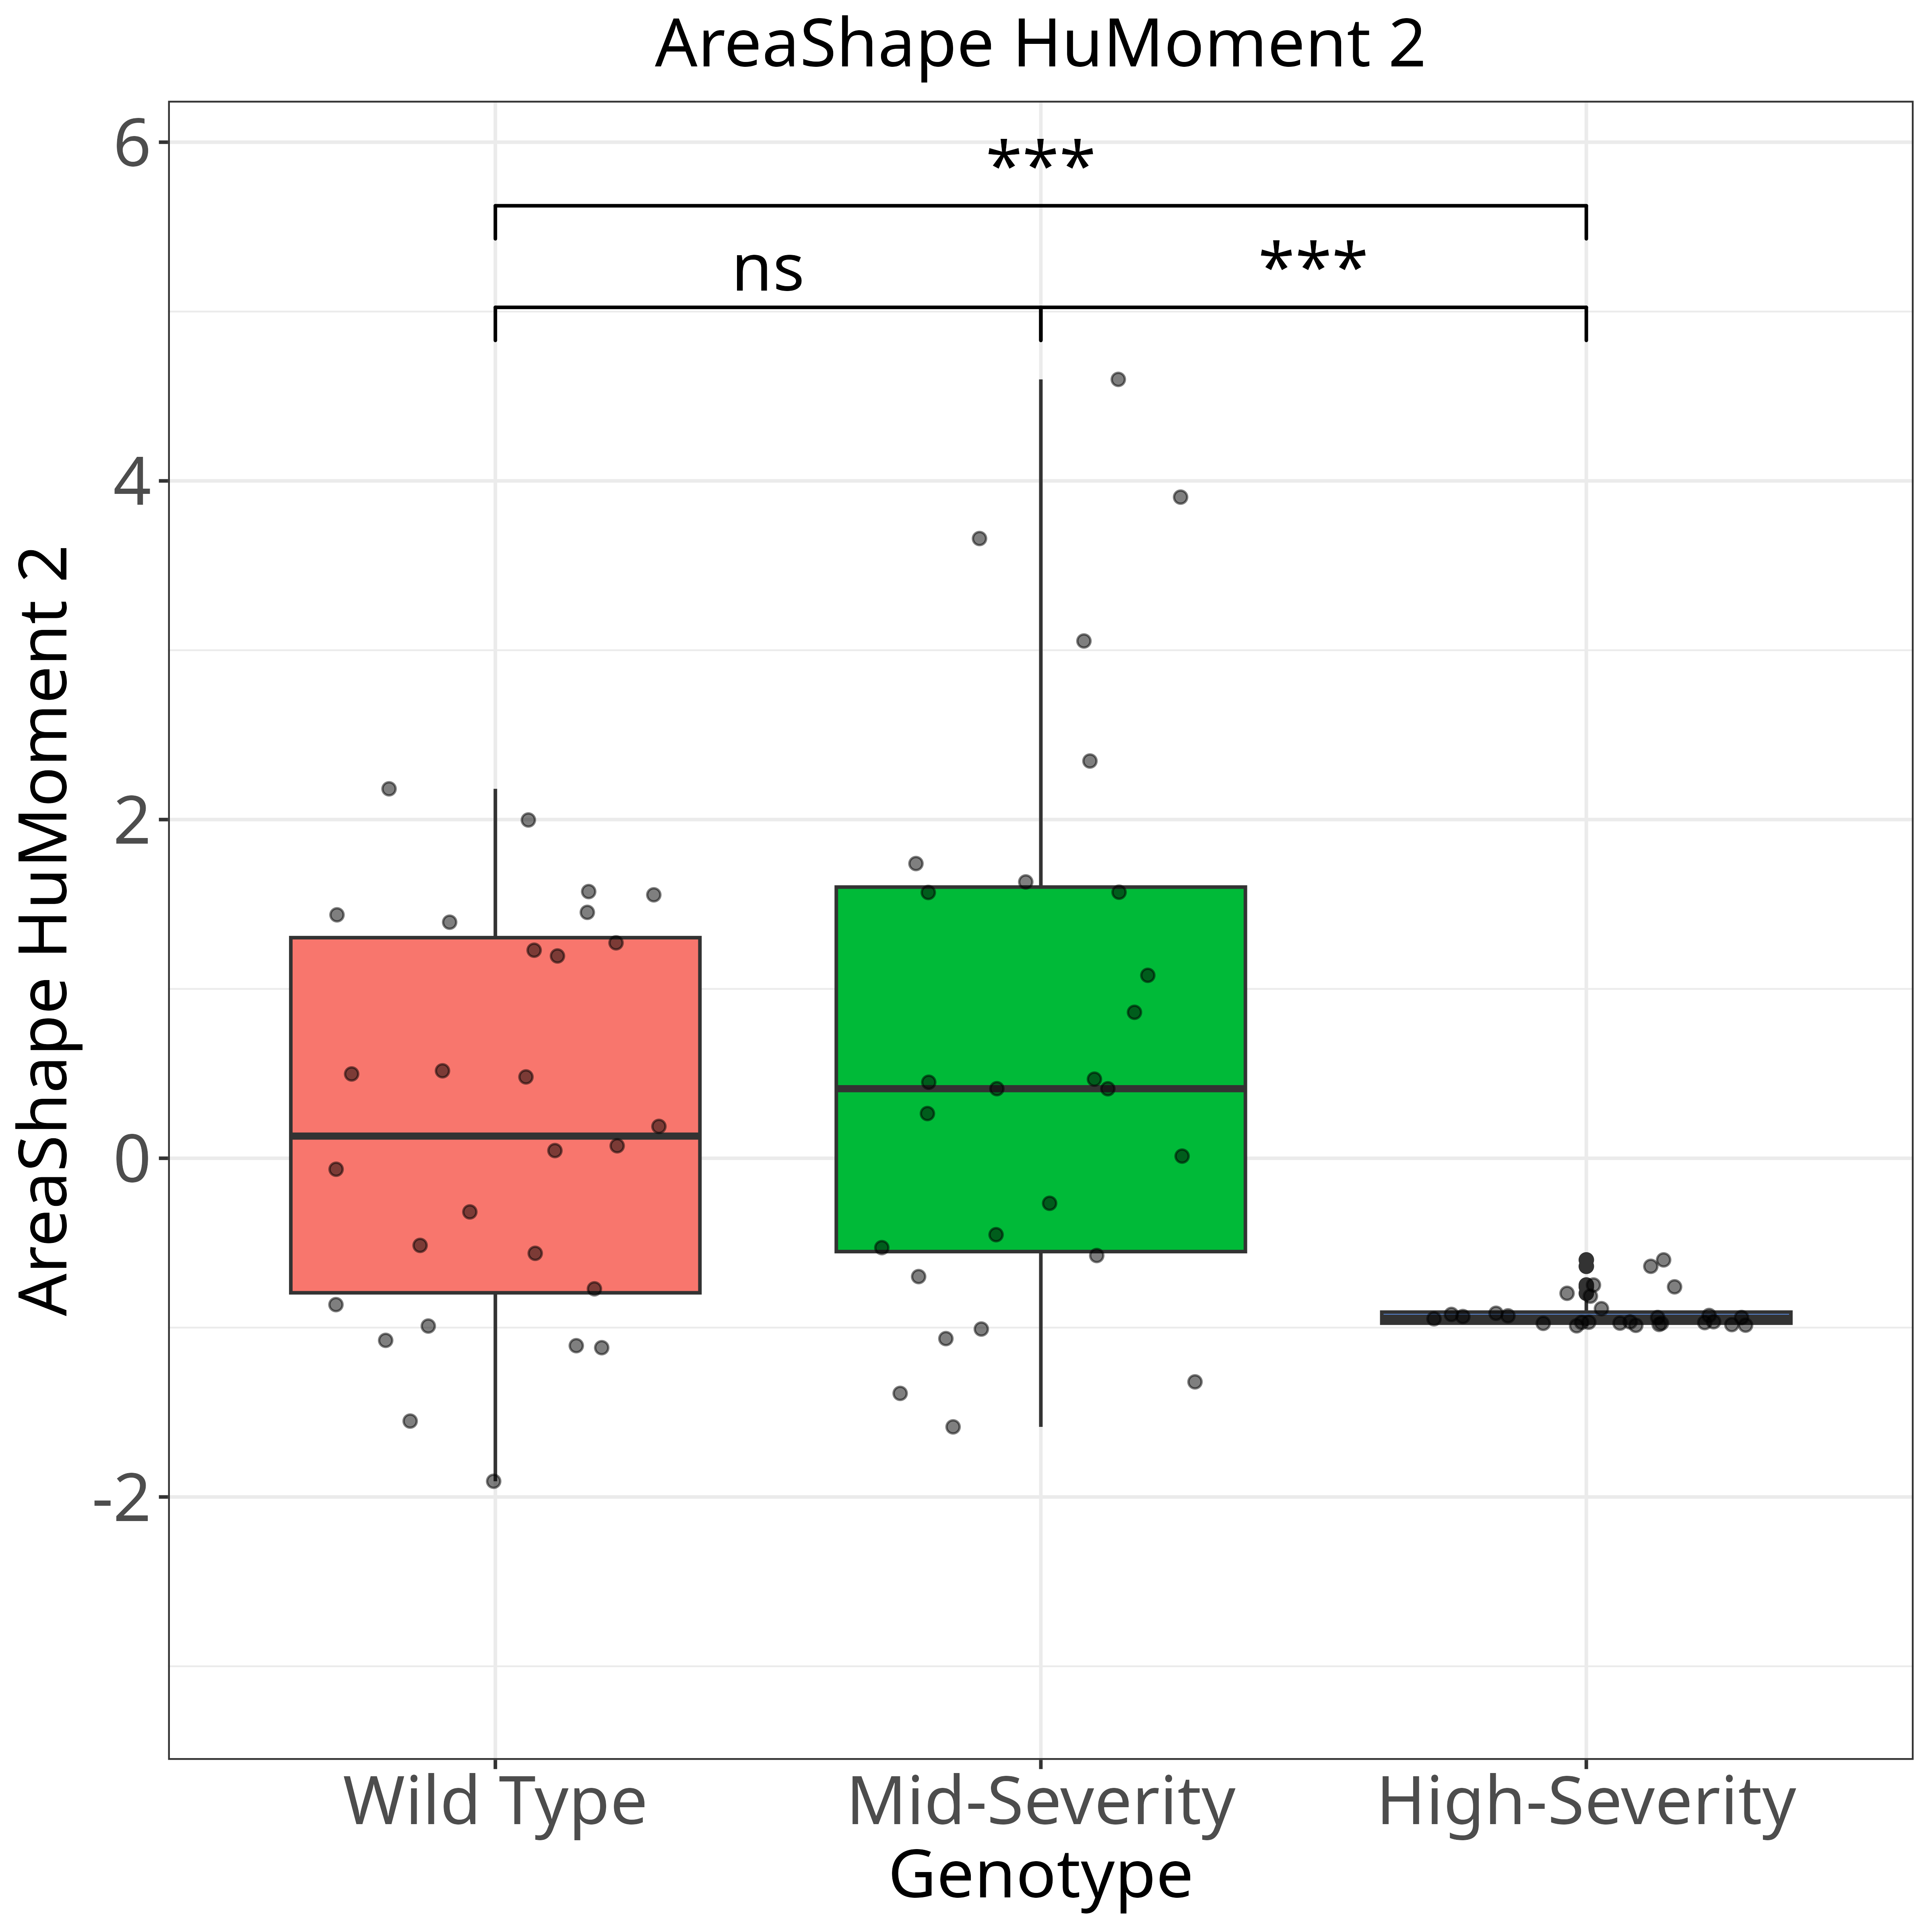 AreaShape HuMoment 2
AreaShape HuMoment 2
6
4
2
0
-2
***
ns
***
Wild Type
Mid-Severity
High-Severity
Genotype